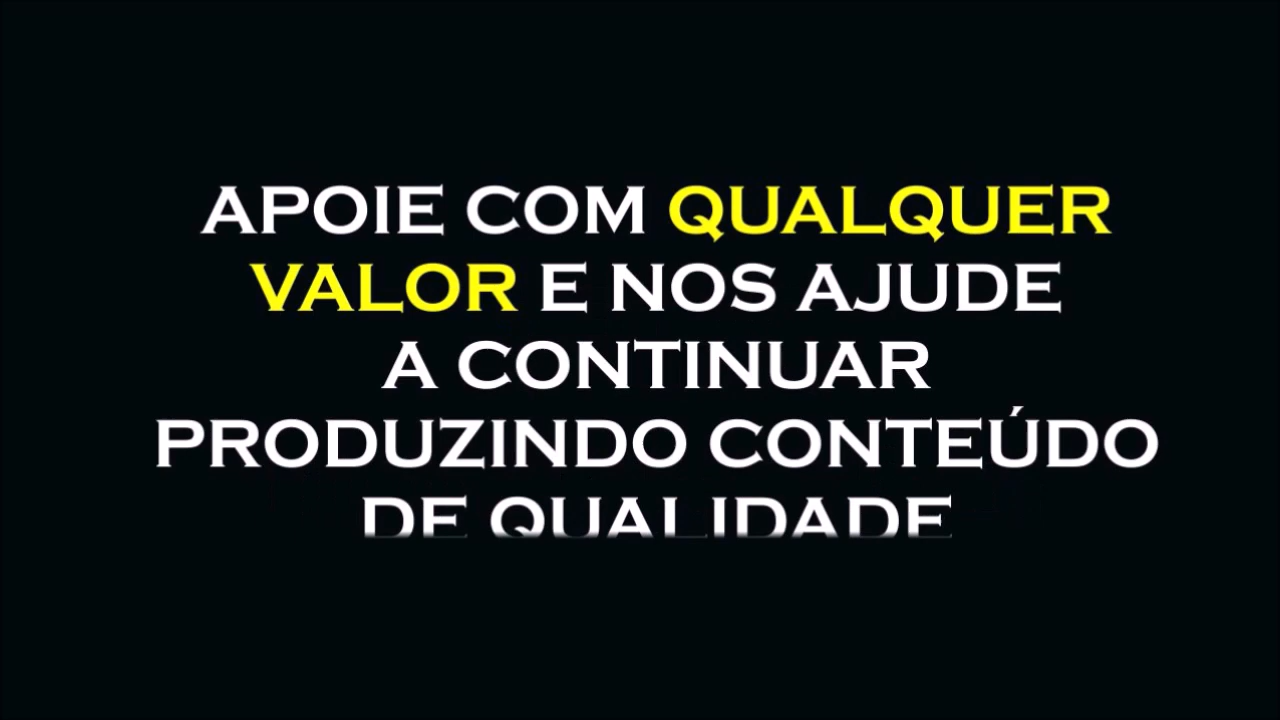 APOIE COM QUALQUER
VALOR E NOS AJUDE
A CONTINUAR
PRODUZINDO CONTEÚDO
DE QUALIDADE